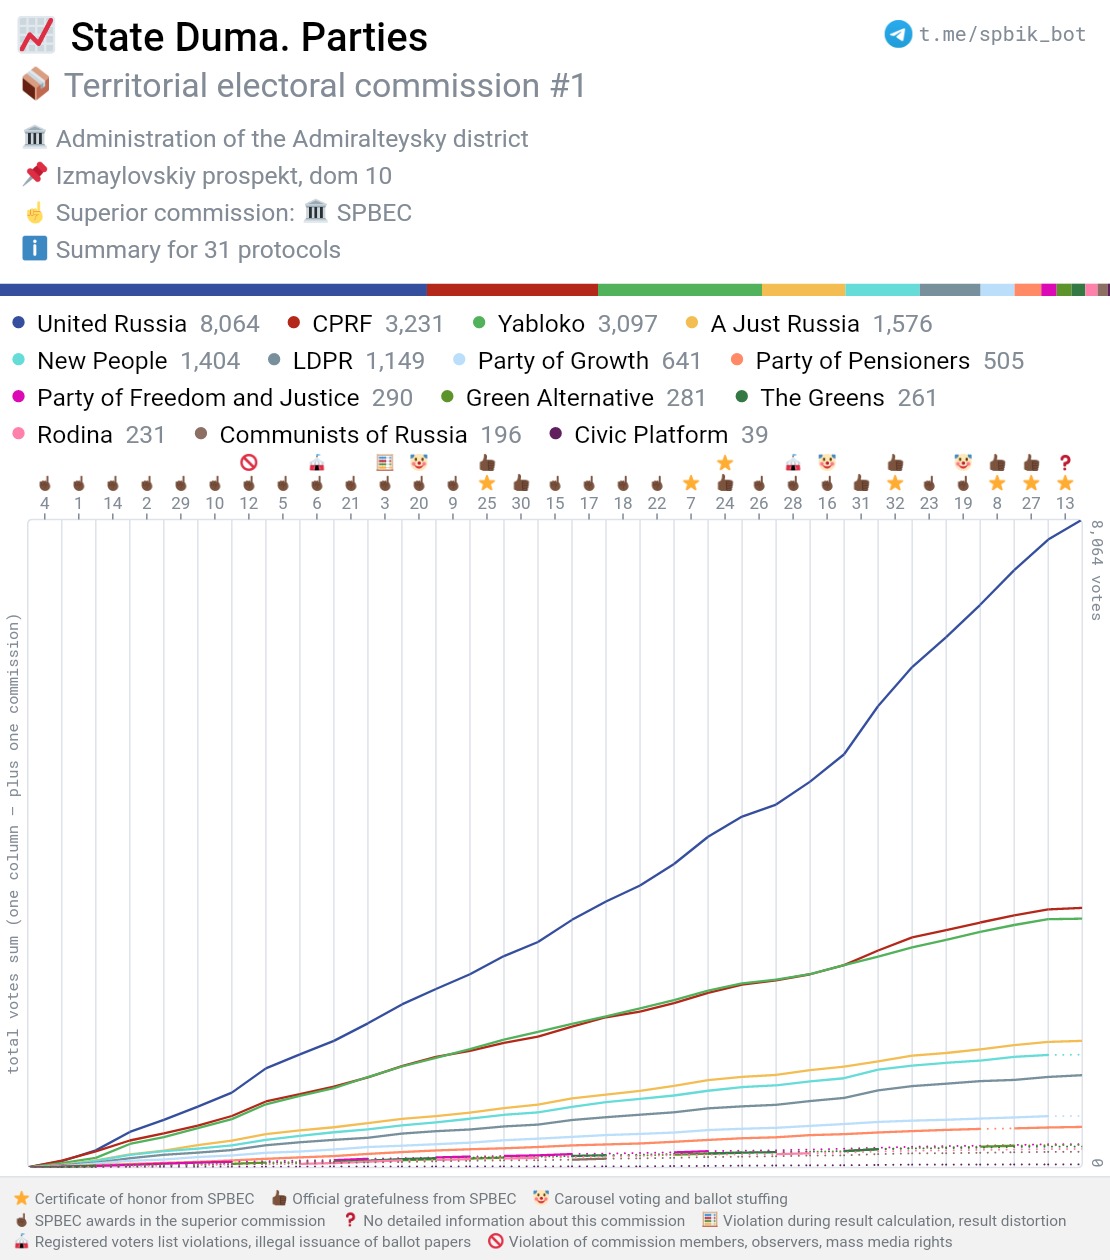 State Duma. Parties
t.me/spbik_bot
Territorial electoral commission #1
Administration of the Admiralteysky district
Izmaylovskiy prospekt, dom 10
Superior commission: SPBEC
Summary for 31 protocols
United Russia 8,064 CPRF 3,231 Yabloko 3,097 A Just Russia 1,576
New People 1,404 LDPR 1,149 Party of Growth 641 Party of Pensioners 505
Party of Freedom and Justice 290 Green Alternative 281 The Greens 261
Rodina 231 Communists of Russia 196 Civic Platform 39
4 1 14 2 29 10 12 5 6 21 3 20 9 25 30 15 17 18 22 7 24 26 28 16 31 32 23 19 8 27 13
8,064 votes
total votes sum (one column – plus one commission)
0
Certificate of honor from SPBEC Official gratefulness from SPBEC Carousel voting and ballot stuffing
SPBEC awards in the superior commission No detailed information about this commission Violation during result calculation, result distortion
Registered voters list violations, illegal issuance of ballot papers Violation of commission members, observers, mass media rights